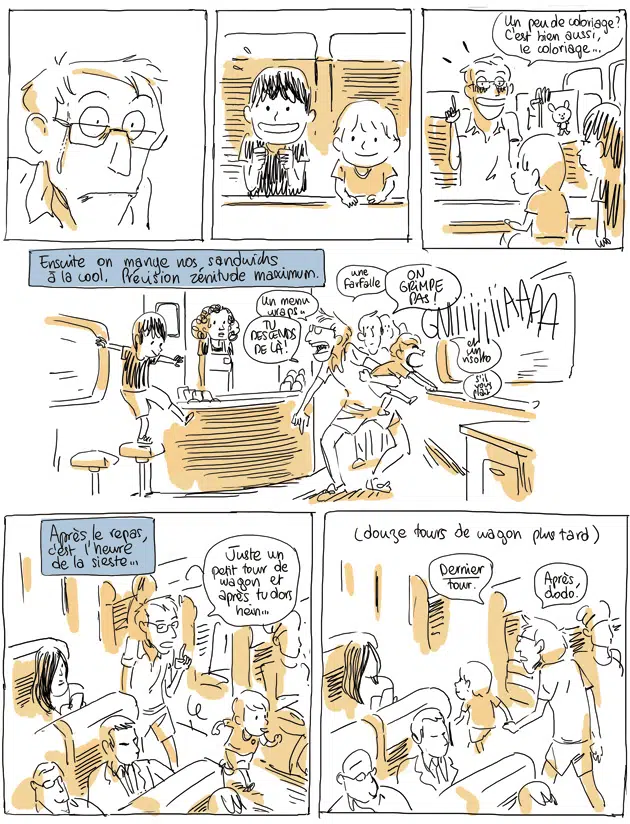 Un peu de coloriage?
C'est bien aussi,
le coloriage...
Ensuite on mange nos sandwichs
à la cool. Précision zénitude maximum.
Un menu
wraps..
TU
DESCENDS
DE LÀ!
une
farfalle
ON
GRIMPE
PAS!
GNiiiiiiiAAAA
et
un
risotto
s'il
vous
plaît
Après le repas,
c'est l'heure
de la sieste...
Juste un
petit tour de
wagon et
après tu dors
hein...
(douze tours de wagon plus tard)
Dernier
tour.
Après,
dodo!